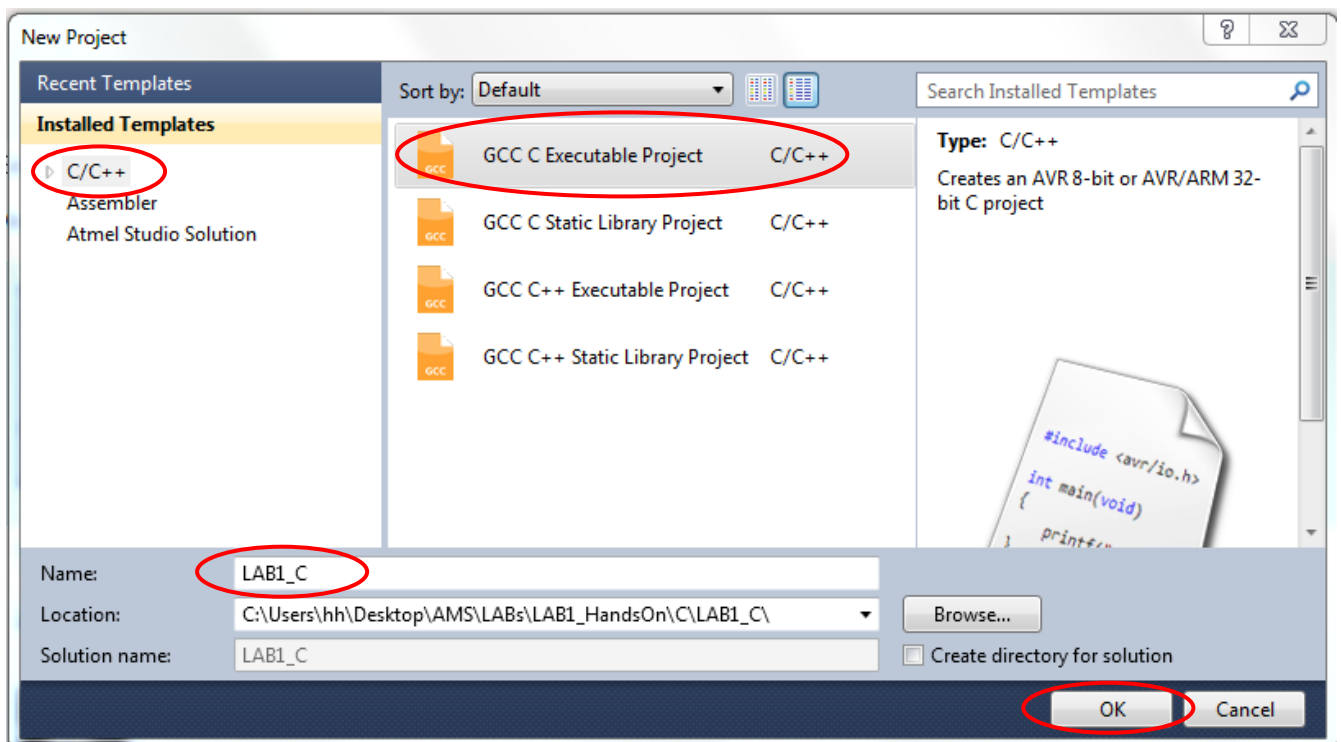 New Project
Recent Templates
Installed Templates
C/C++
Assembler
Atmel Studio Solution
Sort by: Default
GCC
GCC C Executable Project C/C++
GCC
GCC C Static Library Project C/C++
GCC
GCC C++ Executable Project C/C++
GCC
GCC C++ Static Library Project C/C++
Search Installed Templates
Type: C/C++
Creates an AVR 8-bit or AVR/ARM 32-
bit C project
#include <avr/io.h>
int main(void)
{
printf("
}
Name: LAB1_C
Location: C:\Users\hh\Desktop\AMS\LABs\LAB1_HandsOn\C\LAB1_C\
Browse...
Solution name: LAB1_C
Create directory for solution
OK Cancel